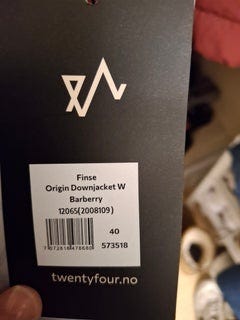 Finse
Origin Downjacket W
Barberry
12065(2008109)
40
573518
twentyfour.no